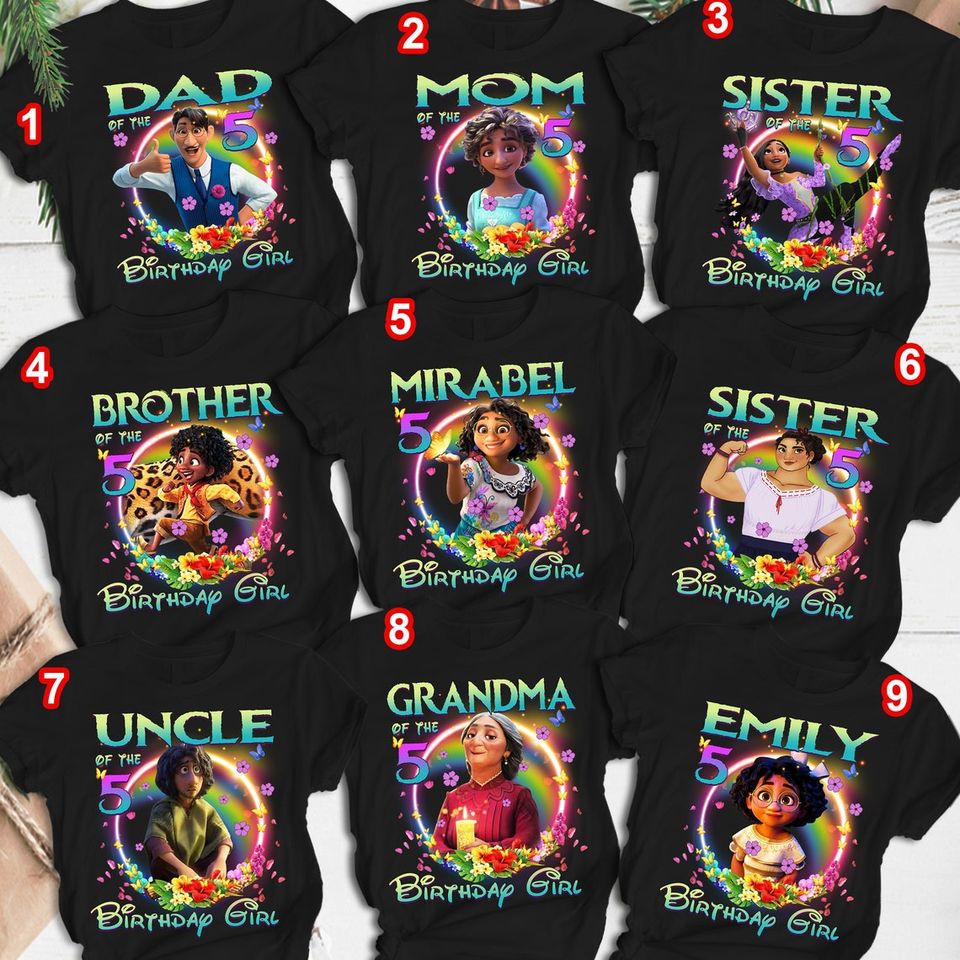 1
DAD
OF THE 5
BIRTHDAY GIRL
2
MOM
OF THE 5
BIRTHDAY GIRL
3
SISTER
OF THE 5
BIRTHDAY GIRL
4
BROTHER
OF THE
5
BIRTHDAY GIRL
5
MIRABEL
5
BIRTHDAY GIRL
6
SISTER
OF THE 5
BIRTHDAY GIRL
7
UNCLE
OF THE
5
BIRTHDAY GIRL
8
GRANDMA
OF THE
5
BIRTHDAY GIRL
9
EMILY
5
BIRTHDAY GIRL